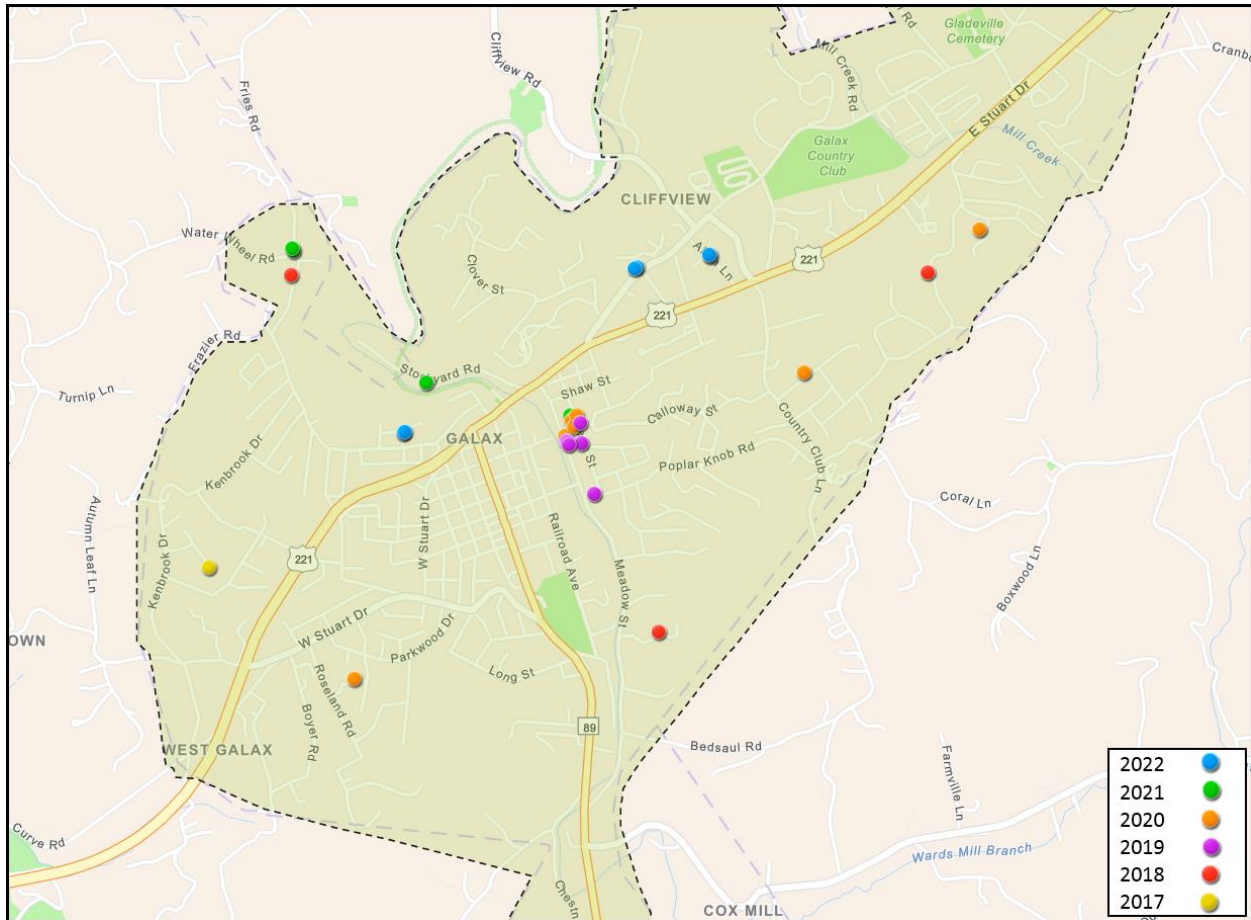 Gladeville
Cemetery
Cliffview Rd
Mill Creek Rd
Rd
Fries Rd
E Stuart Dr
Mill Creek
Galax
Country
Club
CLIFFVIEW
Water Wheel Rd
Clover St
Ln
221
221
Frazier Rd
Turnip Ln
Stockyard Rd
Shaw St
Calloway St
GALAX
St
Poplar Knob Rd
Country Club Ln
Kenbrook Dr
Coral Ln
Autumn Leaf Ln
W Stuart Dr
Railroad Ave
221
Kenbrook Dr
Meadow St
Boxwood Ln
OWN
W Stuart Dr
Parkwood Dr
Long St
Roseland Rd
Boyer Rd
89
WEST GALAX
Bedsaul Rd
Farmville Ln
Curve Rd
Wards Mill Branch
Chestn
COX MILL
2022
2021
2020
2019
2018
2017